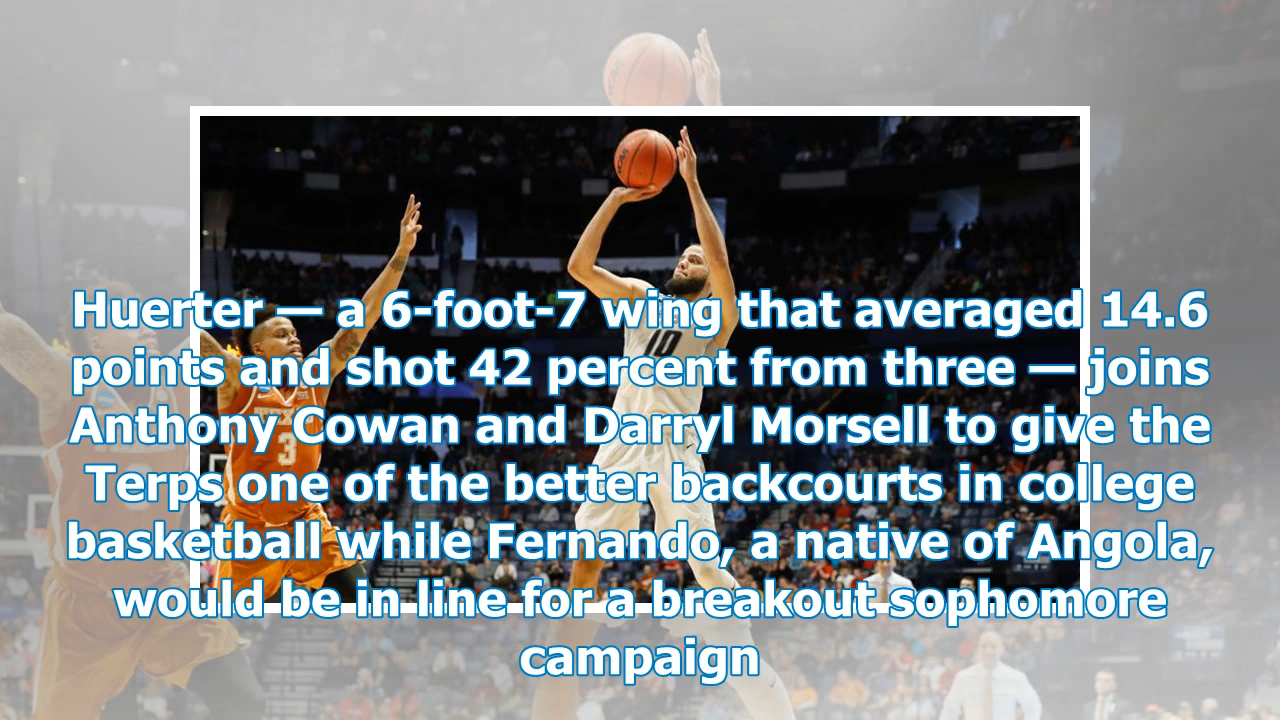 Huerter — a 6-foot-7 wing that averaged 14.6
points and shot 42 percent from three — joins
Anthony Cowan and Darryl Morsell to give the
Terps one of the better backcourts in college
basketball while Fernando, a native of Angola,
would be in line for a breakout sophomore
campaign
10
3